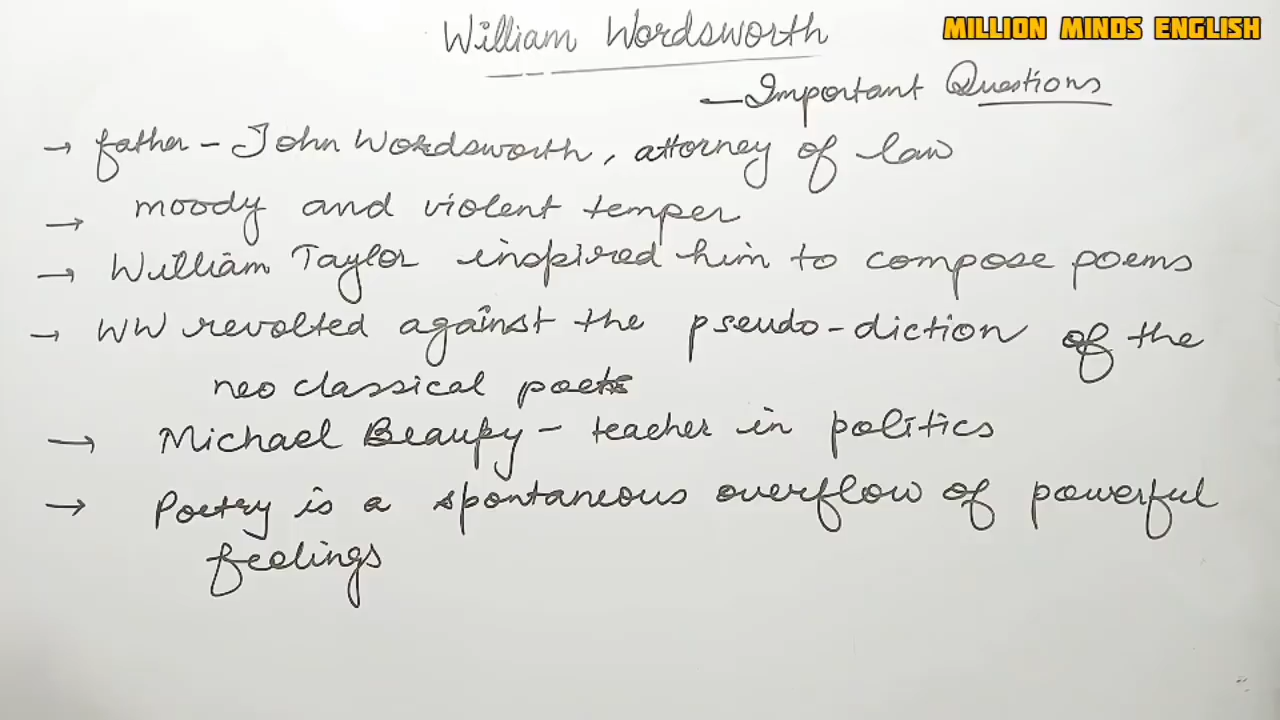 William Wordsworth
MILLION MINDS ENGLISH
— Important Questions
→ father – John Wordsworth, attorney of law
→ moody and violent temper
→ William Taylor inspired him to compose poems
→ WW revolted against the pseudo-diction of the
neo classical poets
→ Michael Beaupy – teacher in politics
→ Poetry is a spontaneous overflow of powerful
feelings